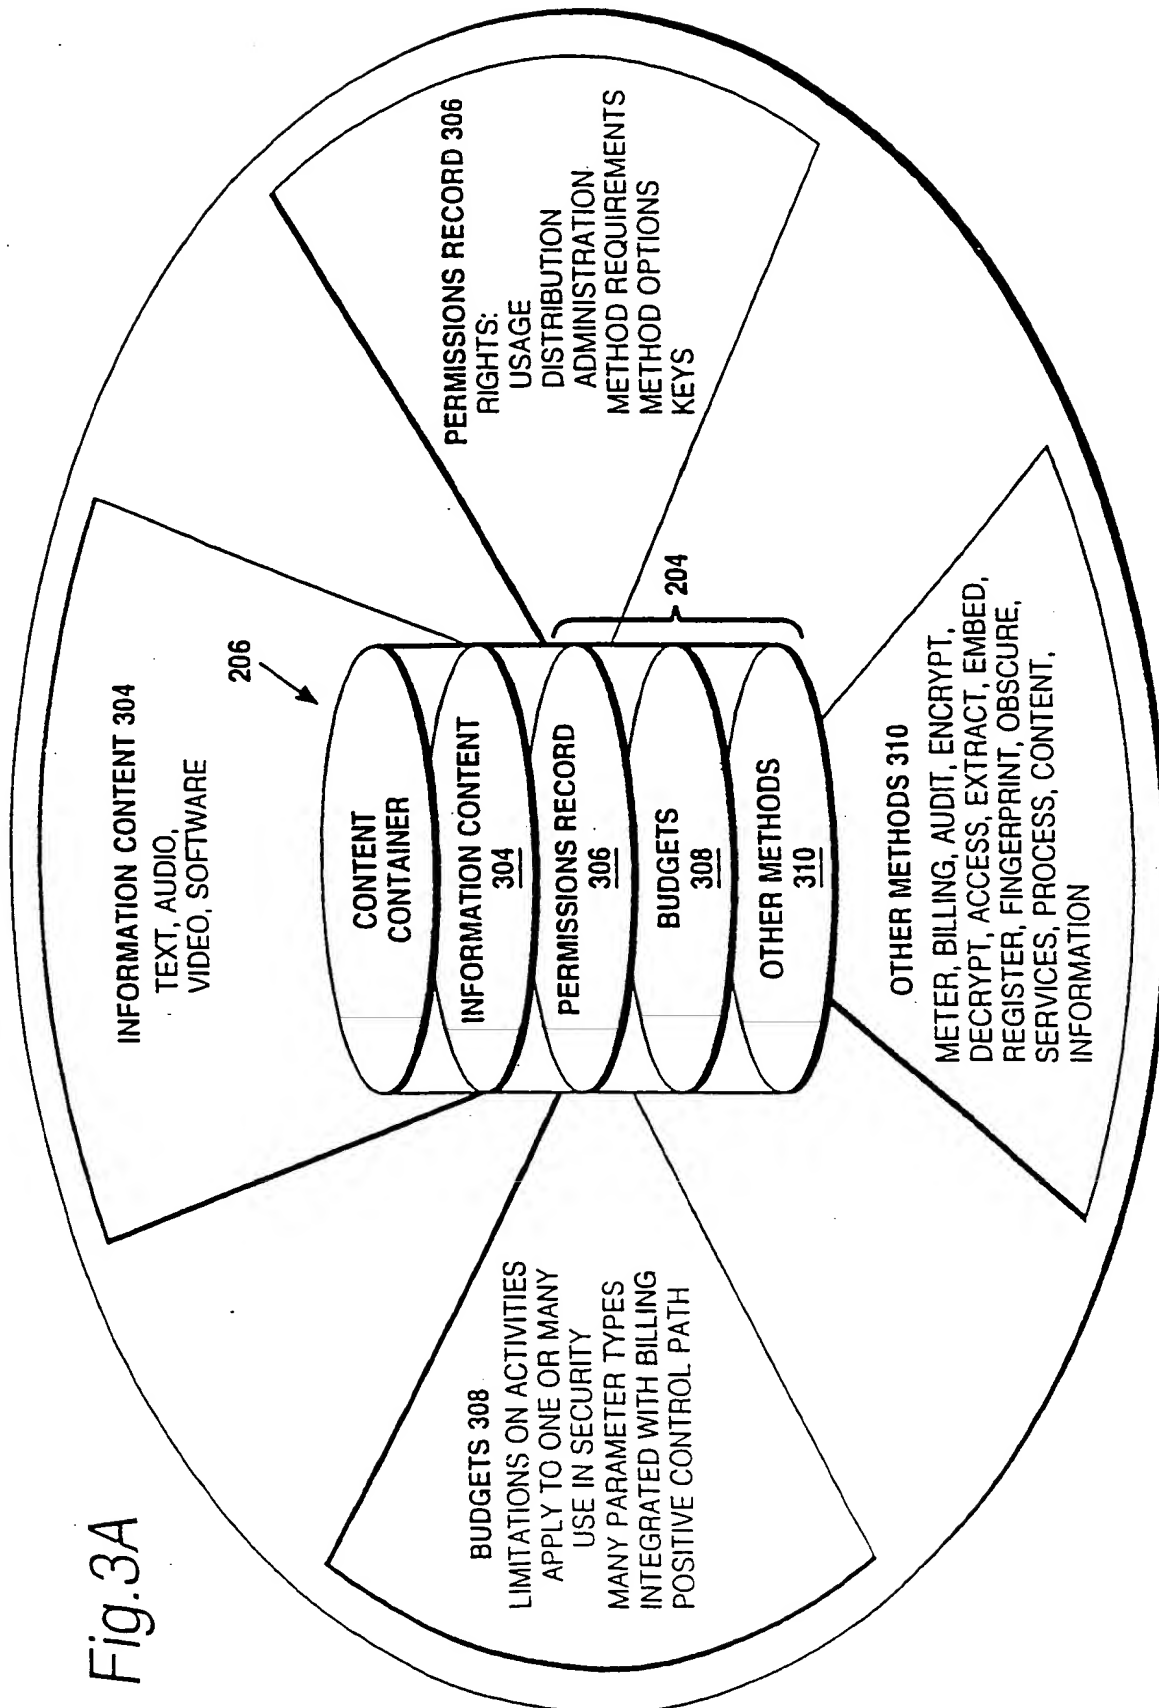 Fig.3A
INFORMATION CONTENT 304
TEXT, AUDIO,
VIDEO, SOFTWARE
206
BUDGETS 308
LIMITATIONS ON ACTIVITIES
APPLY TO ONE OR MANY
USE IN SECURITY
MANY PARAMETER TYPES
INTEGRATED WITH BILLING
POSITIVE CONTROL PATH
CONTENT
CONTAINER
INFORMATION CONTENT
304
PERMISSIONS RECORD
306
BUDGETS
308
OTHER METHODS
310
204
PERMISSIONS RECORD 306
RIGHTS:
USAGE
DISTRIBUTION
ADMINISTRATION
METHOD REQUIREMENTS
METHOD OPTIONS
KEYS
OTHER METHODS 310
METER, BILLING, AUDIT, ENCRYPT,
DECRYPT, ACCESS, EXTRACT, EMBED,
REGISTER, FINGERPRINT, OBSCURE,
SERVICES, PROCESS, CONTENT,
INFORMATION